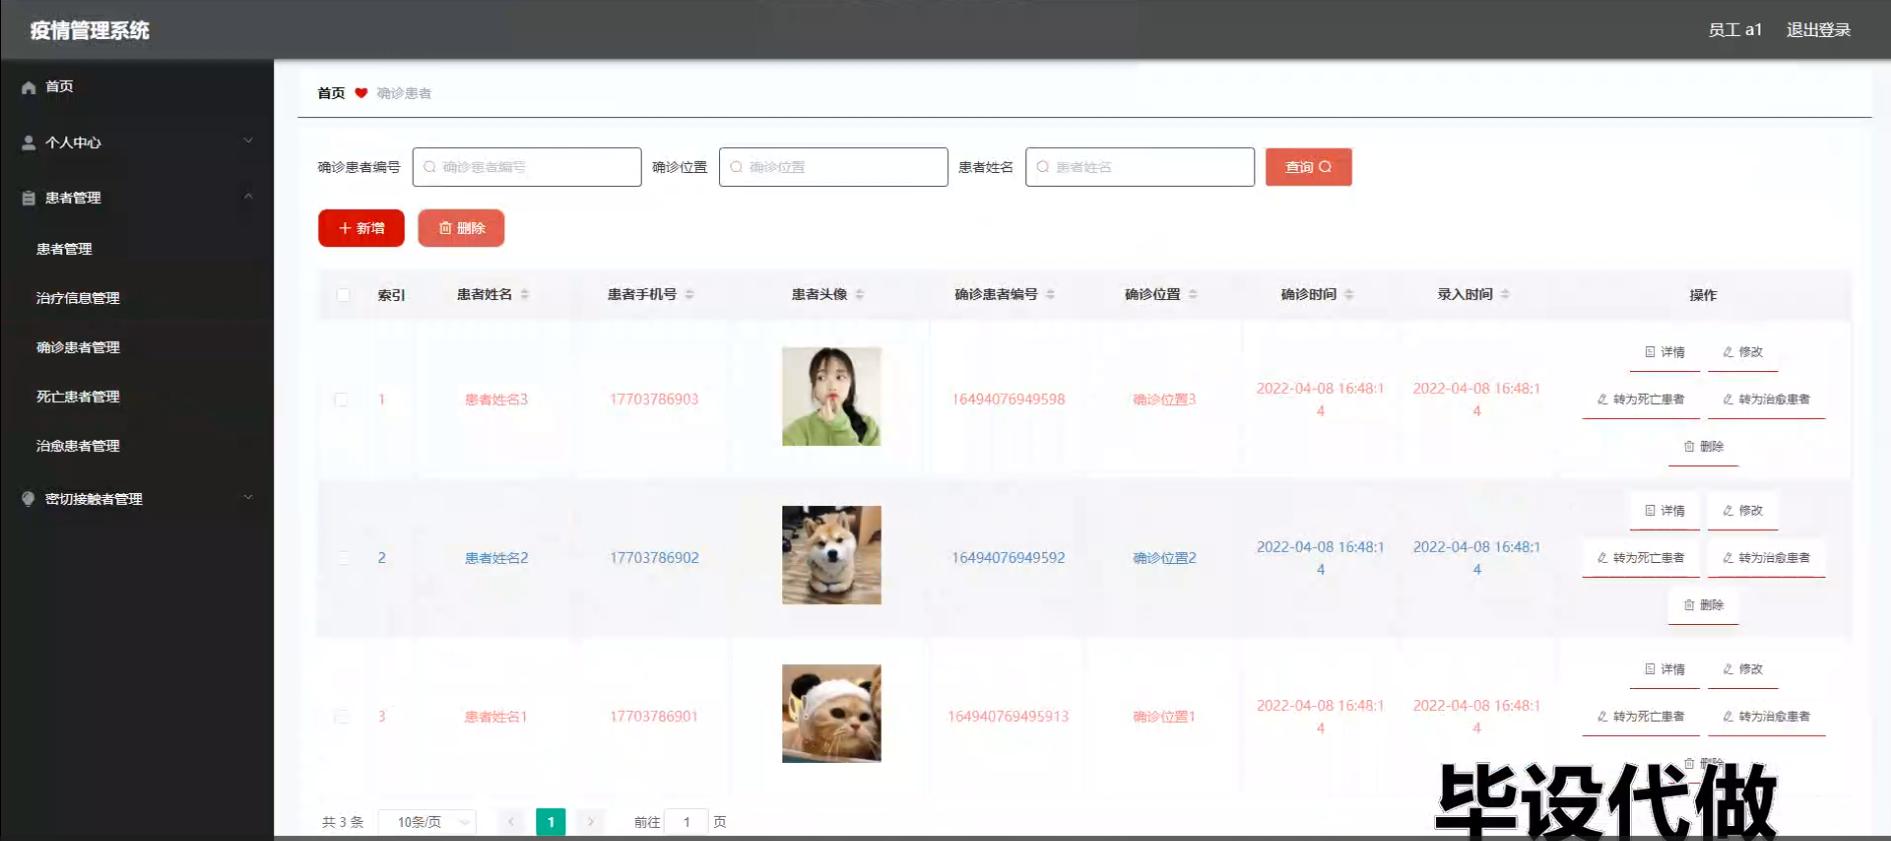 疫情管理系统
员工 a1 退出登录
首页
个人中心
患者管理
患者管理
治疗信息管理
确诊患者管理
死亡患者管理
治愈患者管理
密切接触者管理
首页 确诊患者
确诊患者编号 确诊患者编号 确诊位置 确诊位置 患者姓名 患者姓名 查询
新增 删除
索引 患者姓名 患者手机号 患者头像 确诊患者编号 确诊位置 确诊时间 录入时间 操作
1 患者姓名3 17703786903 16494076949598 确诊位置3 2022-04-08 16:48:1 2022-04-08 16:48:1
4 4
详情 修改
转为死亡患者 转为治愈患者
删除
2 患者姓名2 17703786902 16494076949592 确诊位置2 2022-04-08 16:48:1 2022-04-08 16:48:1
4 4
详情 修改
转为死亡患者 转为治愈患者
删除
3 患者姓名1 17703786901 164940769495913 确诊位置1 2022-04-08 16:48:1 2022-04-08 16:48:1
4 4
详情 修改
转为死亡患者 转为治愈患者
删除
共 3 条 10条/页 1 前往 1 页
毕设代做